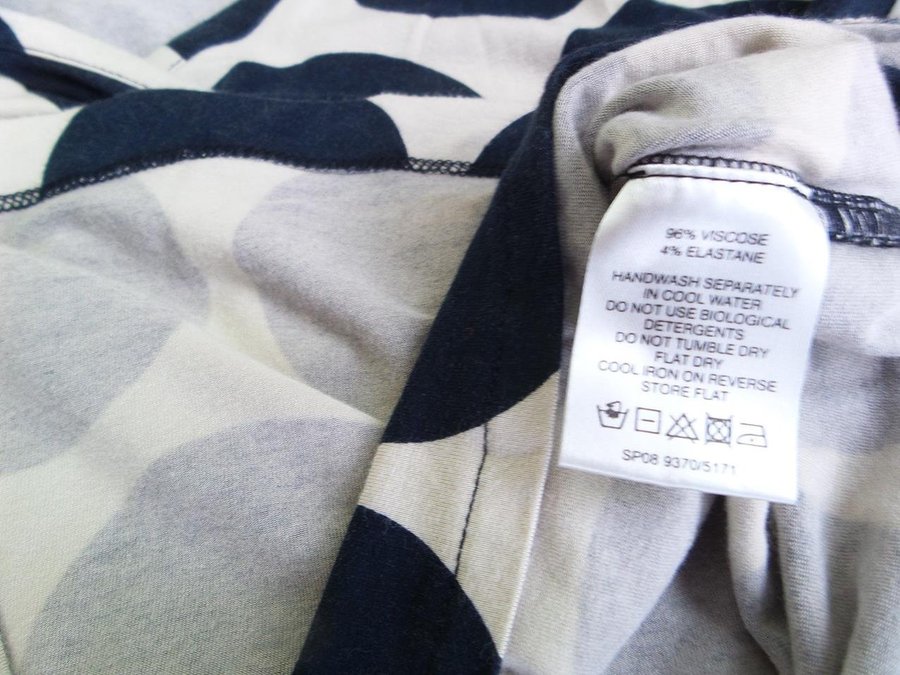 96% VISCOSE
4% ELASTANE
HANDWASH SEPARATELY
IN COOL WATER
DO NOT USE BIOLOGICAL
DETERGENTS
DO NOT TUMBLE DRY
FLAT DRY
COOL IRON ON REVERSE
STORE FLAT
SP08 9370/5171